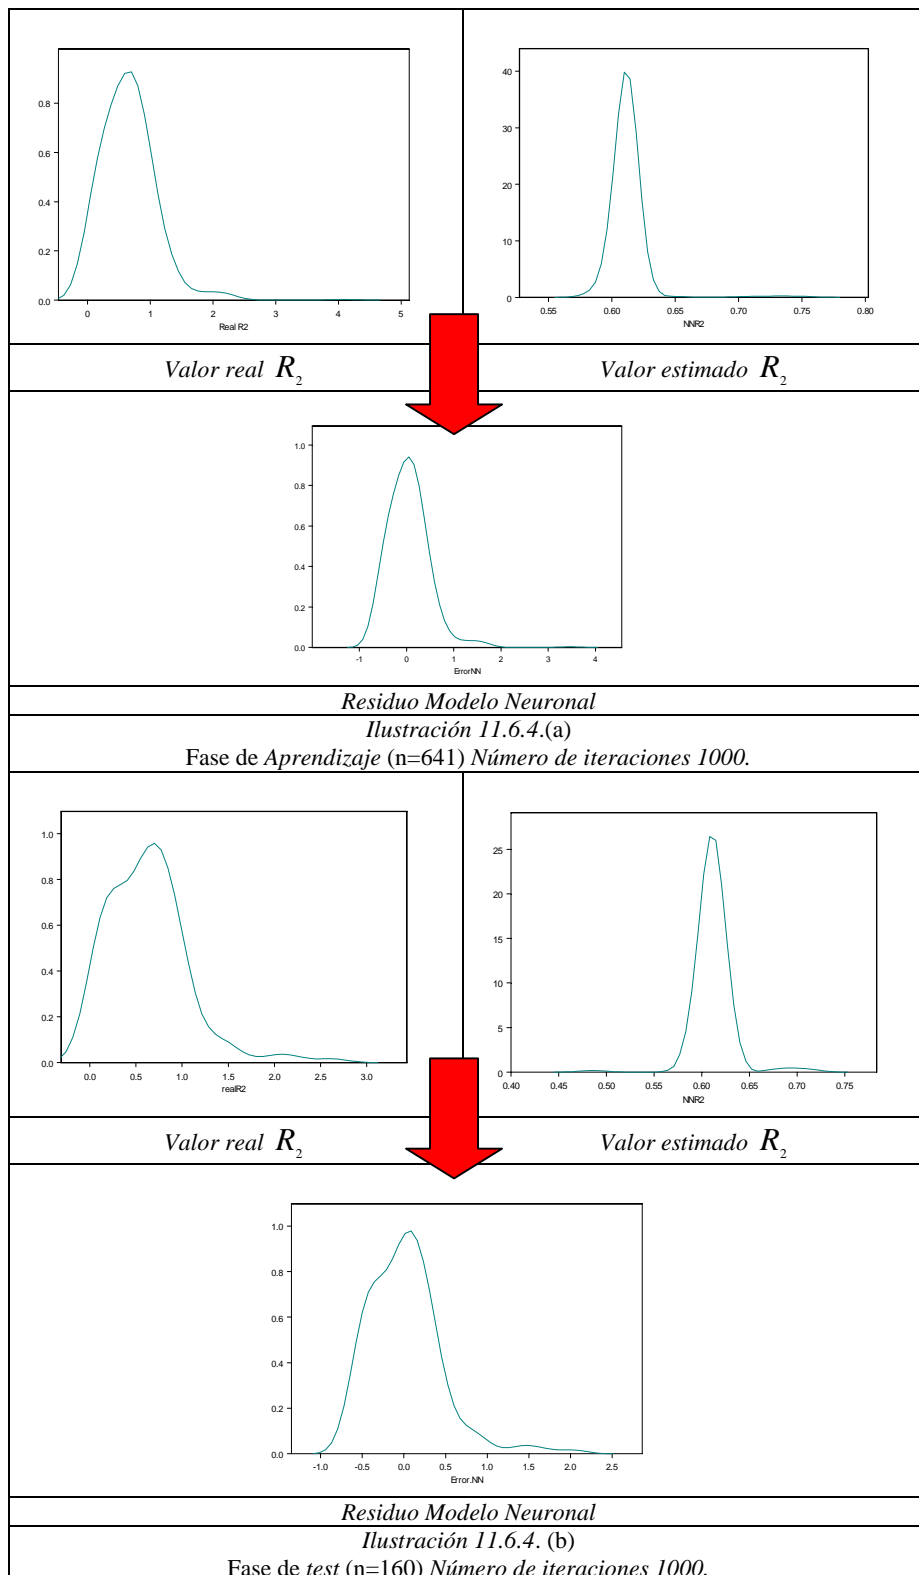 0.8
0.6
0.4
0.2
0.0
0 1 2 3 4 5
Real R2
40
30
20
10
0
0.55 0.60 0.65 0.70 0.75 0.80
NNR2
Valor real R₂
Valor estimado R₂
1.0
0.8
0.6
0.4
0.2
0.0
-1 0 1 2 3 4
ErrorNN
Residuo Modelo Neuronal
Ilustración 11.6.4.(a)
Fase de Aprendizaje (n=641) Número de iteraciones 1000.
1.0
0.8
0.6
0.4
0.2
0.0
0.0 0.5 1.0 1.5 2.0 2.5 3.0
realR2
25
20
15
10
5
0
0.40 0.45 0.50 0.55 0.60 0.65 0.70 0.75
NNR2
Valor real R₂
Valor estimado R₂
1.0
0.8
0.6
0.4
0.2
0.0
-1.0 -0.5 0.0 0.5 1.0 1.5 2.0 2.5
Error.NN
Residuo Modelo Neuronal
Ilustración 11.6.4. (b)
Fase de test (n=160) Número de iteraciones 1000.